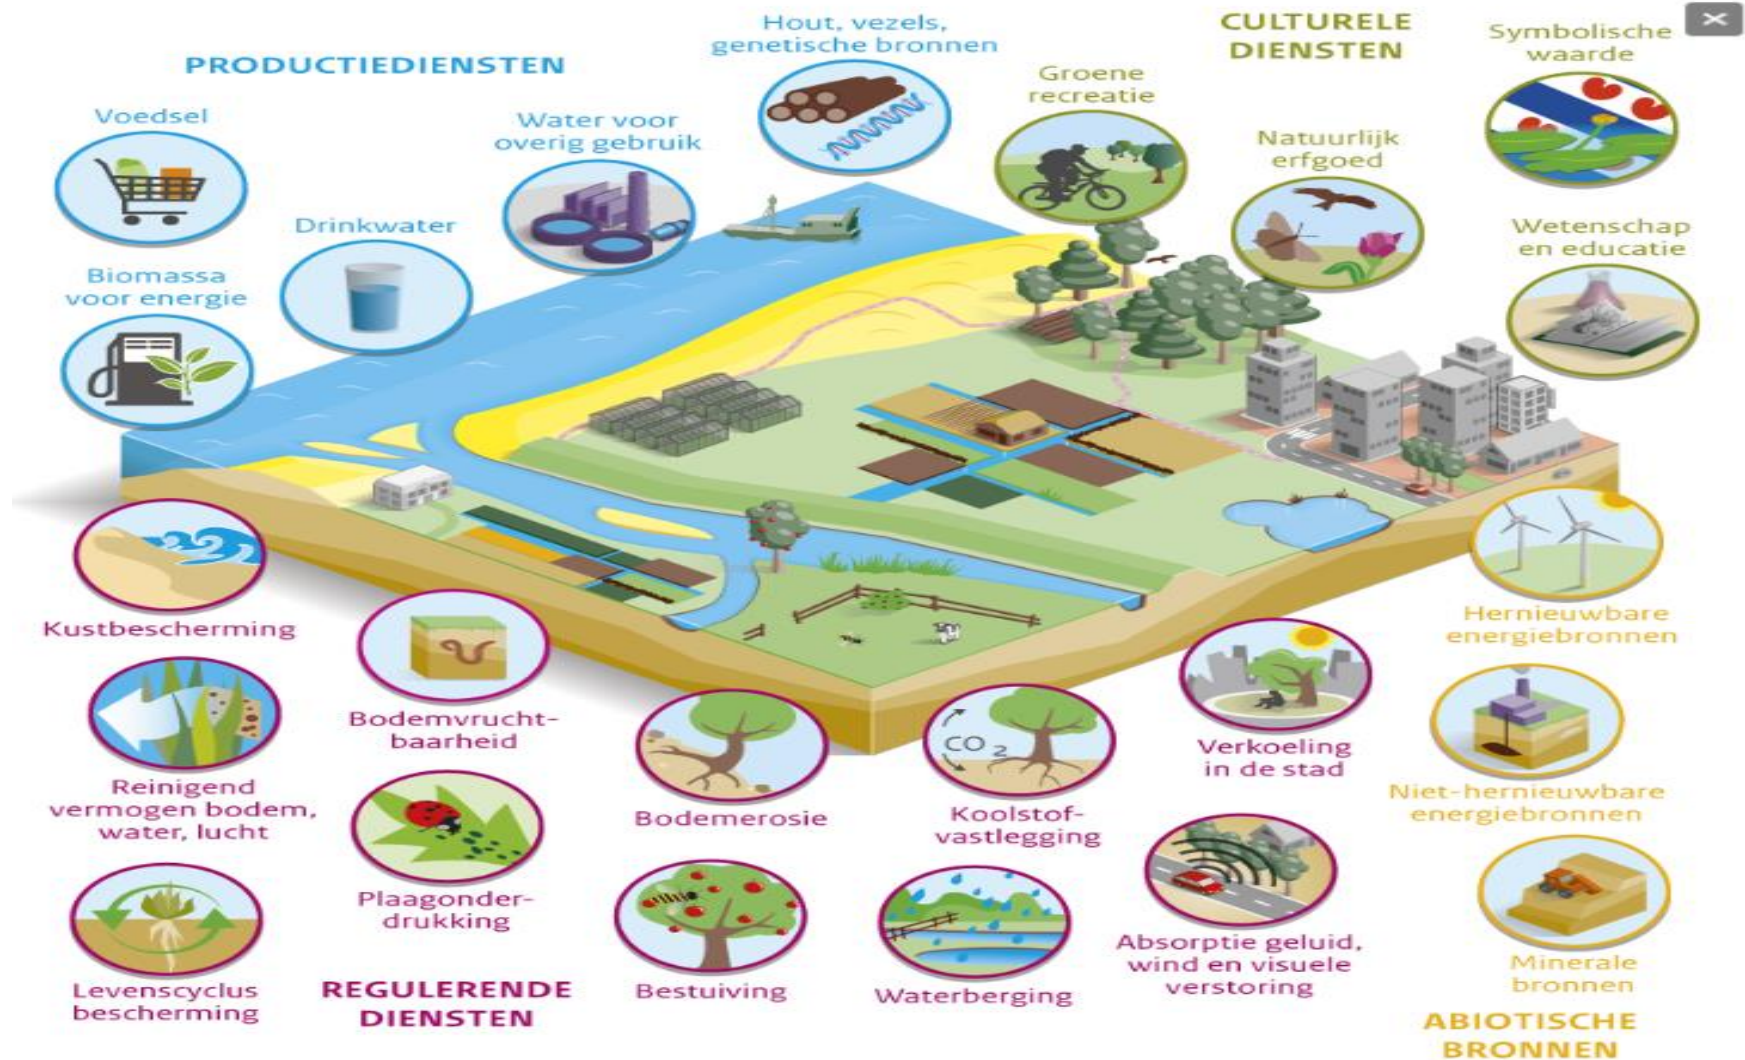 PRODUCTIEDIENSTEN
Voedsel
Biomassa
voor energie
Drinkwater
Water voor
overig gebruik
Hout, vezels,
genetische bronnen
CULTURELE
DIENSTEN
Groene
recreatie
Natuurlijk
erfgoed
Symbolische
waarde
Wetenschap
en educatie
Kustbescherming
Reinigend
vermogen bodem,
water, lucht
Levenscyclus
bescherming
Bodemvrucht-
baarheid
Plaagonder-
drukking
REGULERENDE
DIENSTEN
Bodemerosie
Bestuiving
CO2
Koolstof-
vastlegging
Waterberging
Verkoeling
in de stad
Absorptie geluid,
wind en visuele
verstoring
Hernieuwbare
energiebronnen
Niet-hernieuwbare
energiebronnen
Minerale
bronnen
ABIOTISCHE
BRONNEN